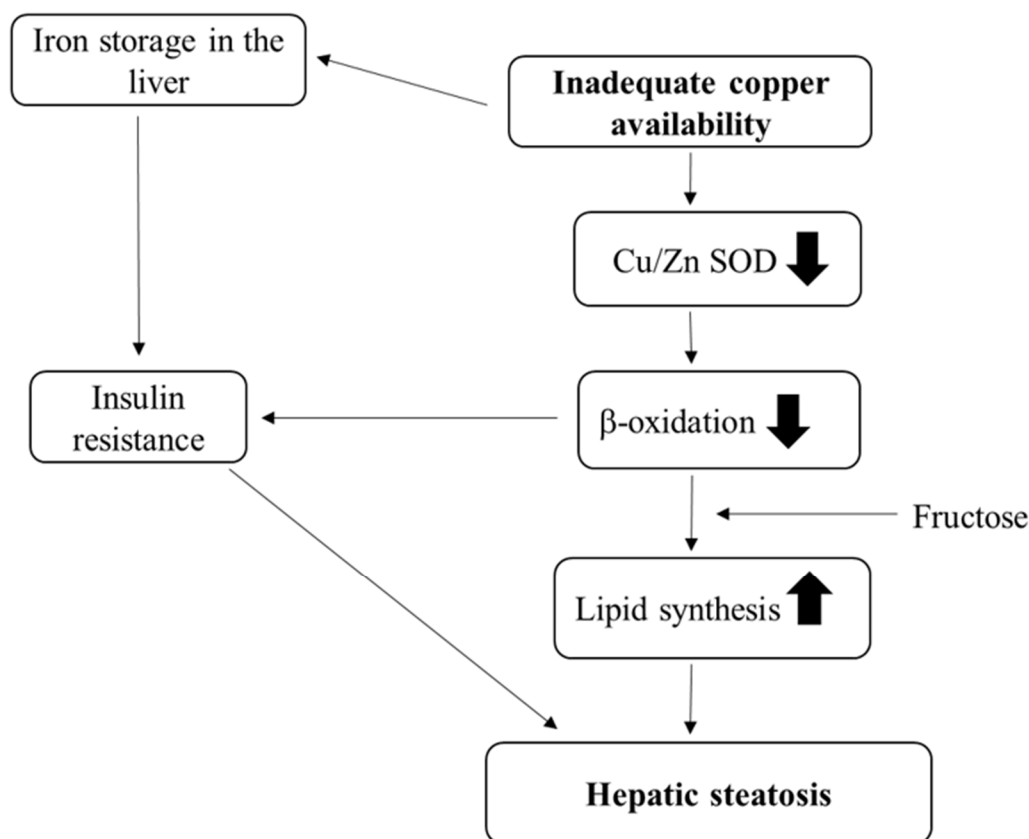 Iron storage in the
liver
Inadequate copper
availability
Cu/Zn SOD
Insulin
resistance
β-oxidation
Fructose
Lipid synthesis
Hepatic steatosis